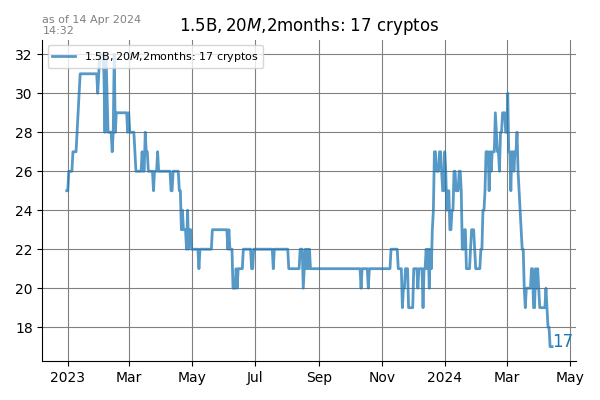 as of 14 Apr 2024
14:32
1.5B, 20M,2months: 17 cryptos
1.5B, 20M,2months: 17 cryptos
32
30
28
26
24
22
20
18
17
2023 Mar May Jul Sep Nov 2024 Mar May